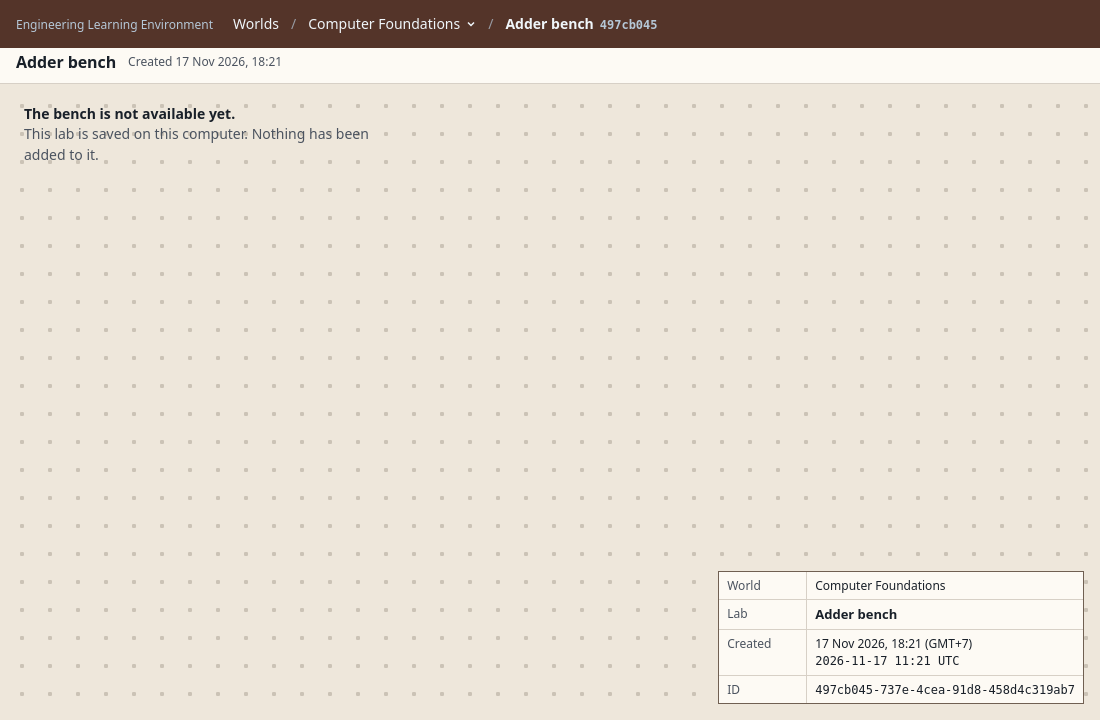 Engineering Learning Environment Worlds / Computer Foundations / Adder bench 497cb045
Adder bench Created 17 Nov 2026, 18:21
The bench is not available yet.
This lab is saved on this computer. Nothing has been
added to it.
World Computer Foundations
Lab Adder bench
Created 17 Nov 2026, 18:21 (GMT+7)
2026-11-17 11:21 UTC
ID 497cb045-737e-4cea-91d8-458d4c319ab7